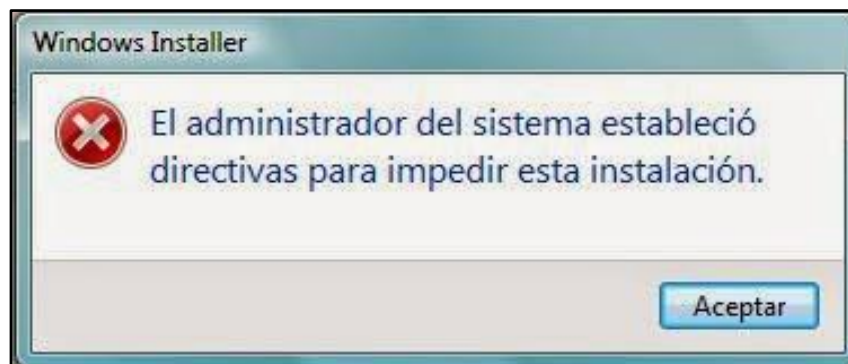 Windows Installer
El administrador del sistema estableció
directivas para impedir esta instalación.
Aceptar